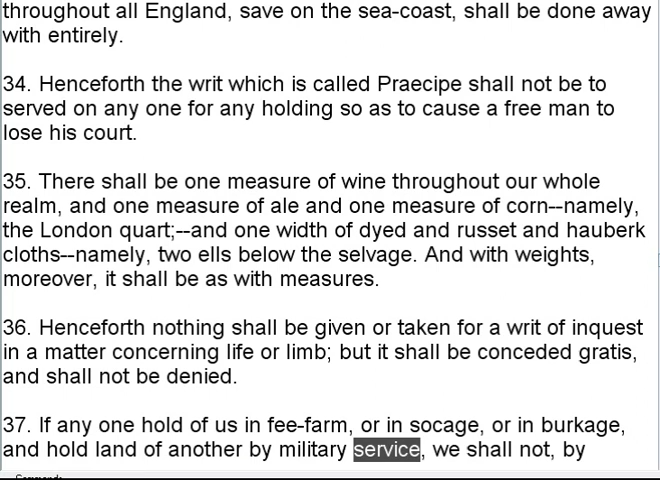 throughout all England, save on the sea-coast, shall be done away
with entirely.
34. Henceforth the writ which is called Praecipe shall not be to
served on any one for any holding so as to cause a free man to
lose his court.
35. There shall be one measure of wine throughout our whole
realm, and one measure of ale and one measure of corn--namely,
the London quart;--and one width of dyed and russet and hauberk
cloths--namely, two ells below the selvage. And with weights,
moreover, it shall be as with measures.
36. Henceforth nothing shall be given or taken for a writ of inquest
in a matter concerning life or limb; but it shall be conceded gratis,
and shall not be denied.
37. If any one hold of us in fee-farm, or in socage, or in burkage,
and hold land of another by military service, we shall not, by